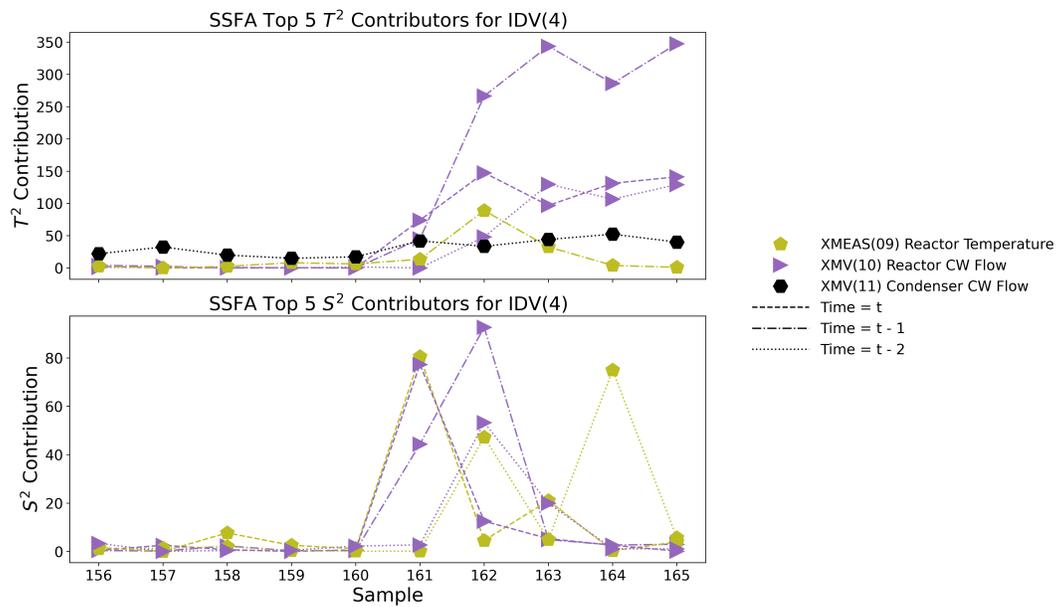 SSFA Top 5 T² Contributors for IDV(4)
350
300
250
200
150
100
50
0
T² Contribution
SSFA Top 5 S² Contributors for IDV(4)
80
60
40
20
0
S² Contribution
156 157 158 159 160 161 162 163 164 165
Sample
XMEAS(09) Reactor Temperature
XMV(10) Reactor CW Flow
XMV(11) Condenser CW Flow
Time = t
Time = t - 1
Time = t - 2